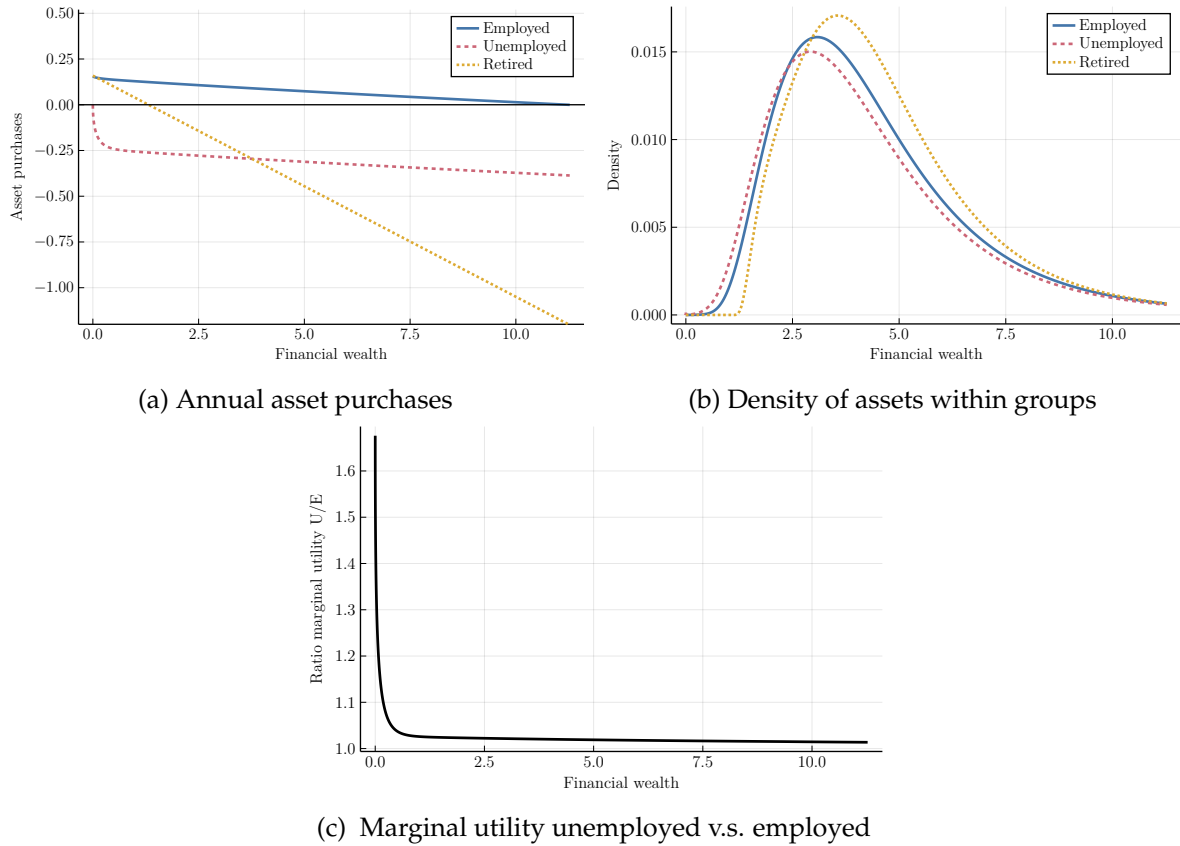 0.50
0.25
0.00
−0.25
−0.50
−0.75
−1.00
Asset purchases
Employed
Unemployed
Retired
0.0 2.5 5.0 7.5 10.0
Financial wealth
(a) Annual asset purchases
0.015
0.010
0.005
0.000
Density
Employed
Unemployed
Retired
0.0 2.5 5.0 7.5 10.0
Financial wealth
(b) Density of assets within groups
1.6
1.5
1.4
1.3
1.2
1.1
1.0
Ratio marginal utility U/E
0.0 2.5 5.0 7.5 10.0
Financial wealth
(c) Marginal utility unemployed v.s. employed